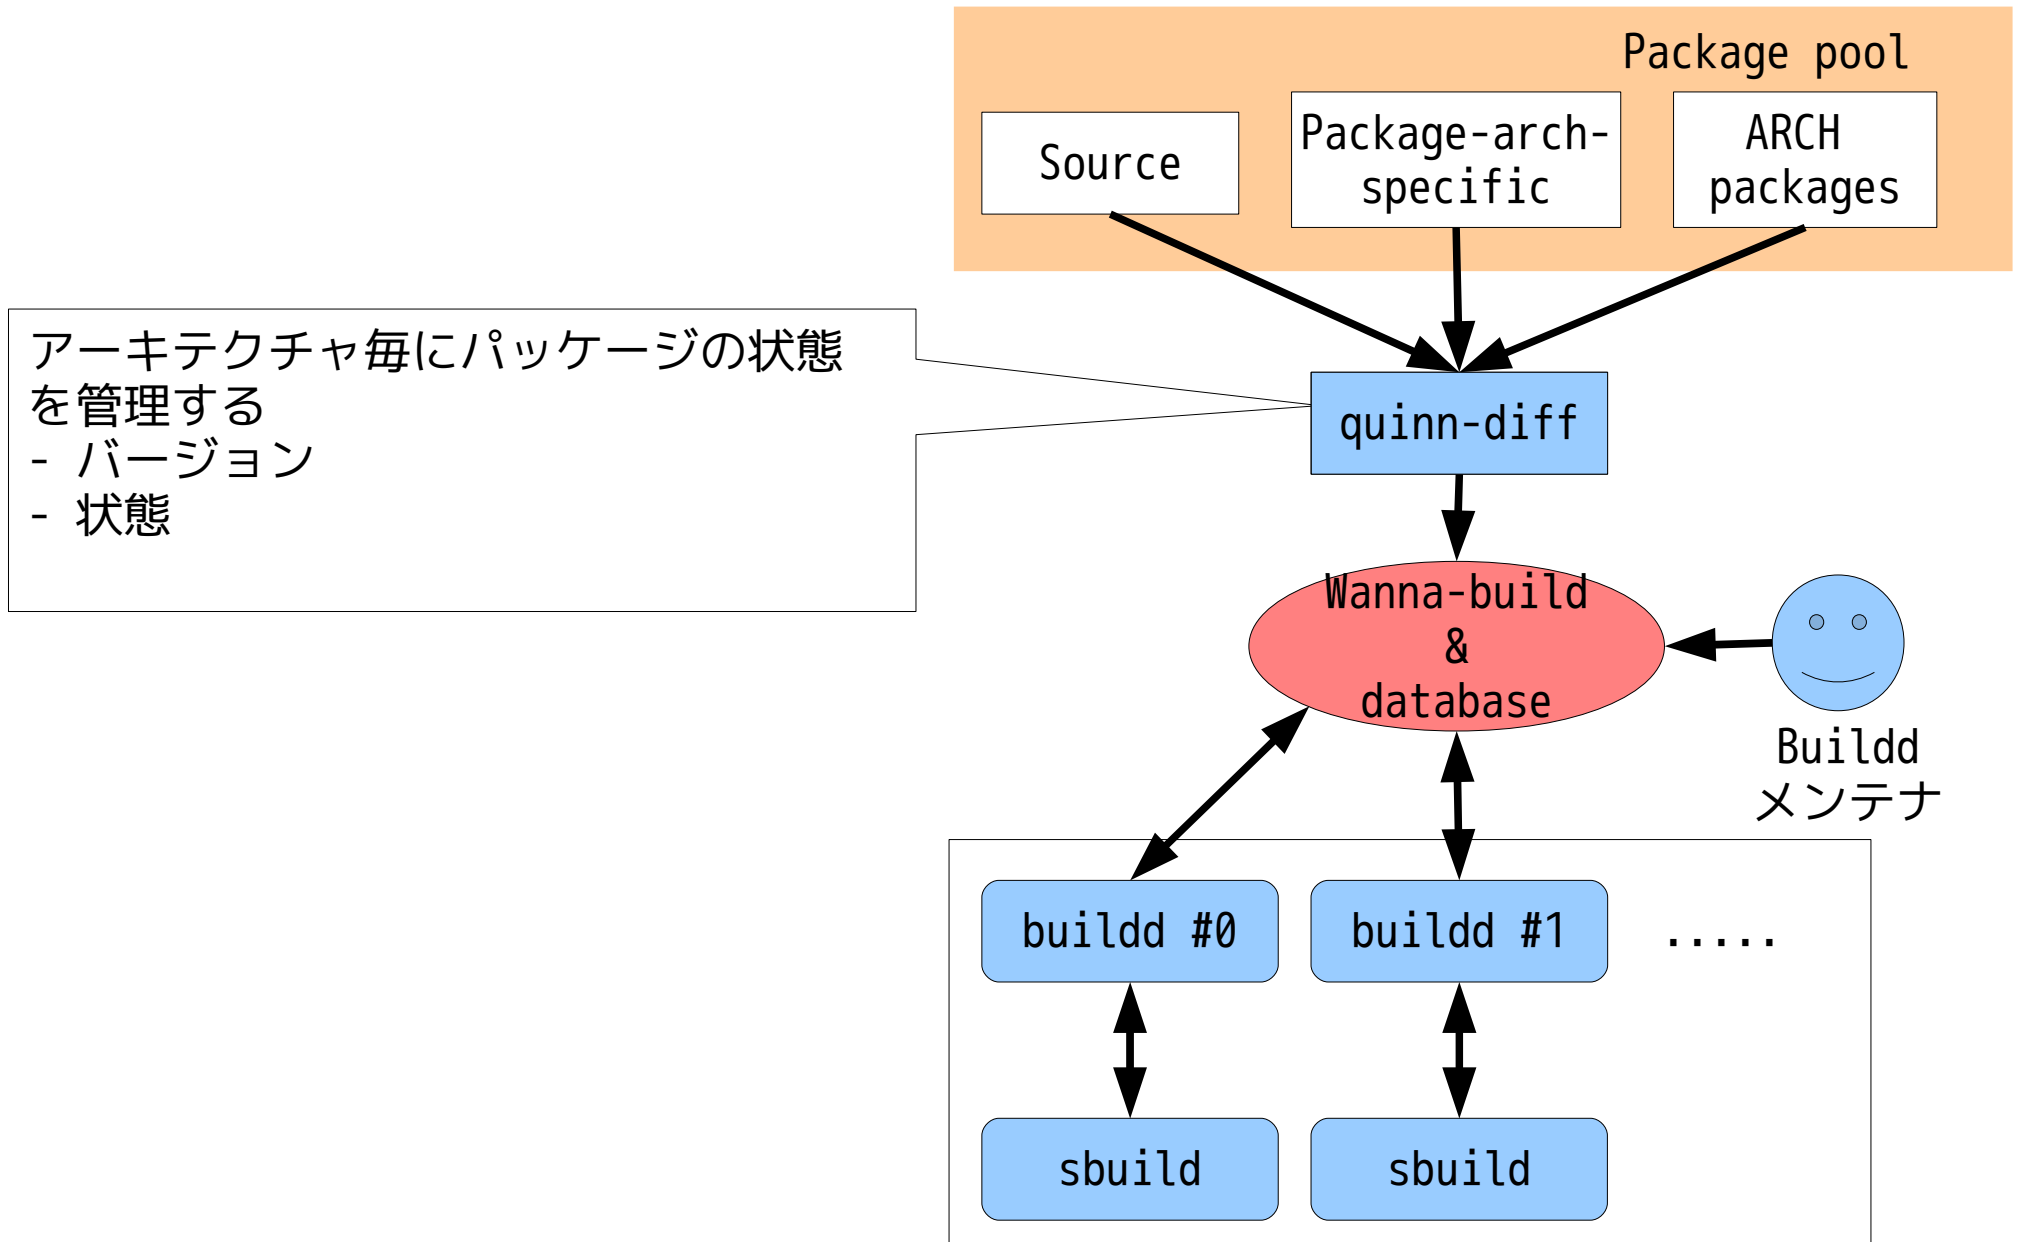 Package pool
Source
Package-arch-
specific
ARCH
packages
アーキテクチャ毎にパッケージの状態
を管理する
- バージョン
- 状態
quinn-diff
Wanna-build
&
database
Buildd
メンテナ
buildd #0
buildd #1
.....
sbuild
sbuild